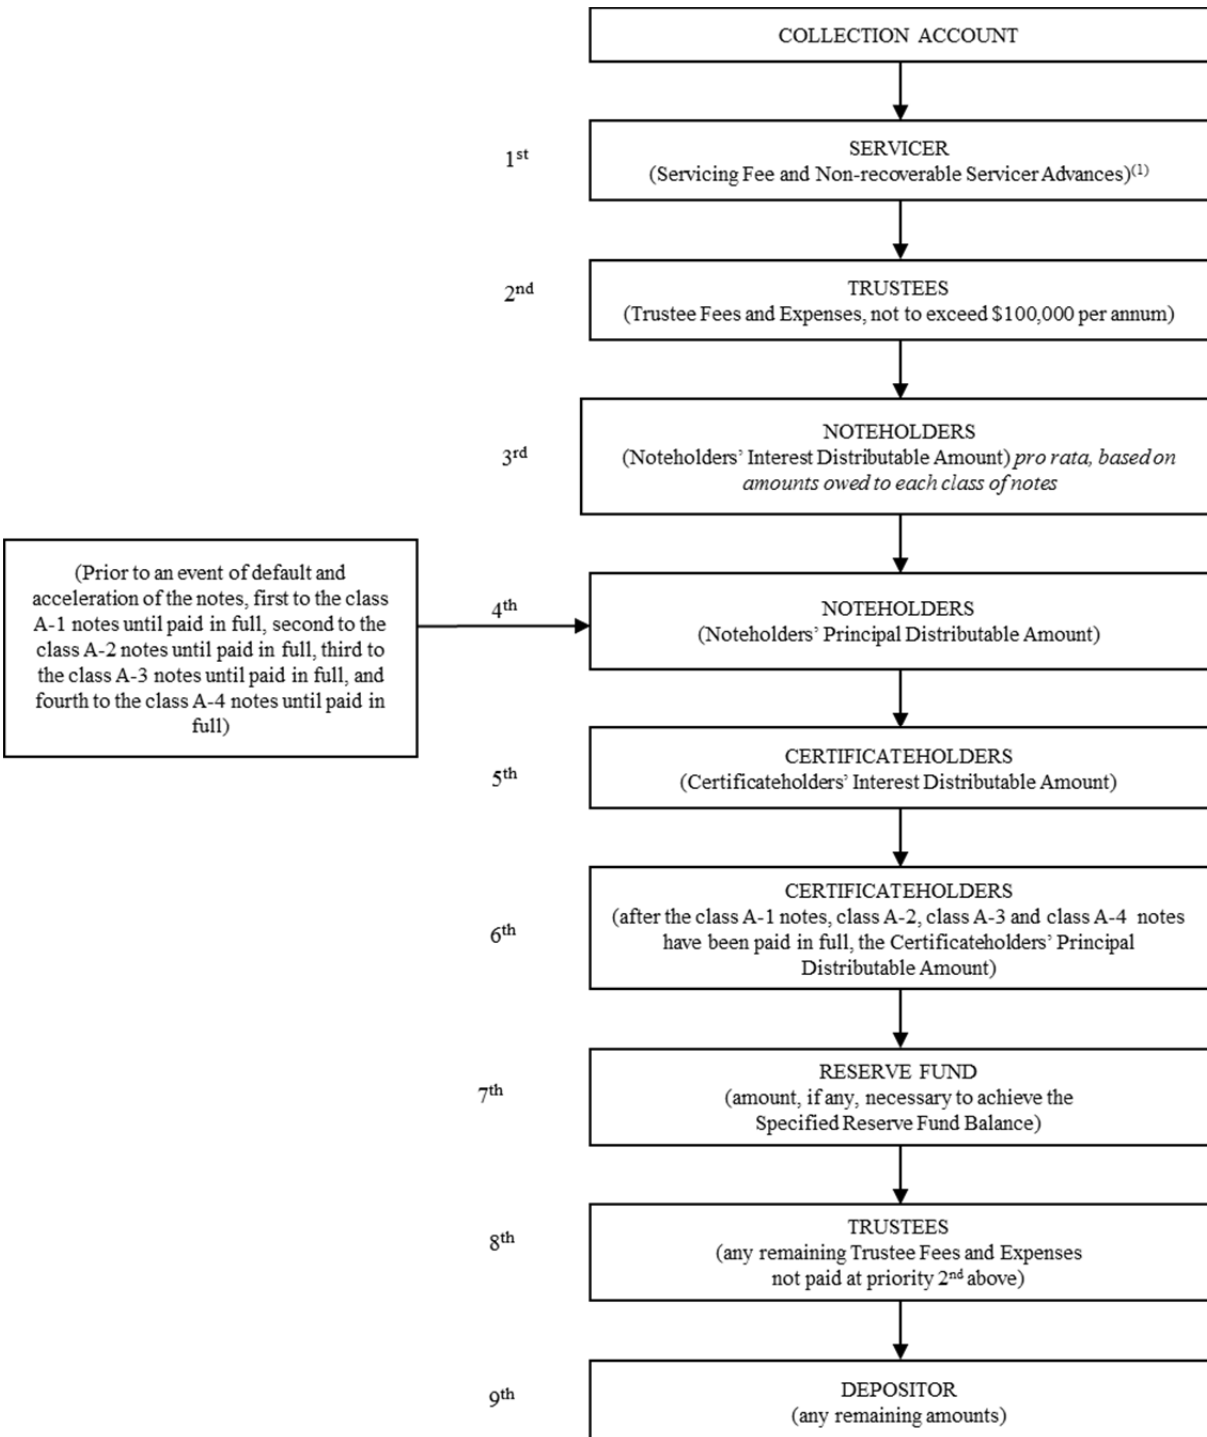 COLLECTION ACCOUNT
1st
SERVICER
(Servicing Fee and Non-recoverable Servicer Advances)(1)
2nd
TRUSTEES
(Trustee Fees and Expenses, not to exceed $100,000 per annum)
3rd
NOTEHOLDERS
(Noteholders’ Interest Distributable Amount) pro rata, based on
amounts owed to each class of notes
(Prior to an event of default and
acceleration of the notes, first to the class
A-1 notes until paid in full, second to the
class A-2 notes until paid in full, third to
the class A-3 notes until paid in full, and
fourth to the class A-4 notes until paid in
full)
4th
NOTEHOLDERS
(Noteholders’ Principal Distributable Amount)
5th
CERTIFICATEHOLDERS
(Certificateholders’ Interest Distributable Amount)
6th
CERTIFICATEHOLDERS
(after the class A-1 notes, class A-2, class A-3 and class A-4 notes
have been paid in full, the Certificateholders’ Principal
Distributable Amount)
7th
RESERVE FUND
(amount, if any, necessary to achieve the
Specified Reserve Fund Balance)
8th
TRUSTEES
(any remaining Trustee Fees and Expenses
not paid at priority 2nd above)
9th
DEPOSITOR
(any remaining amounts)